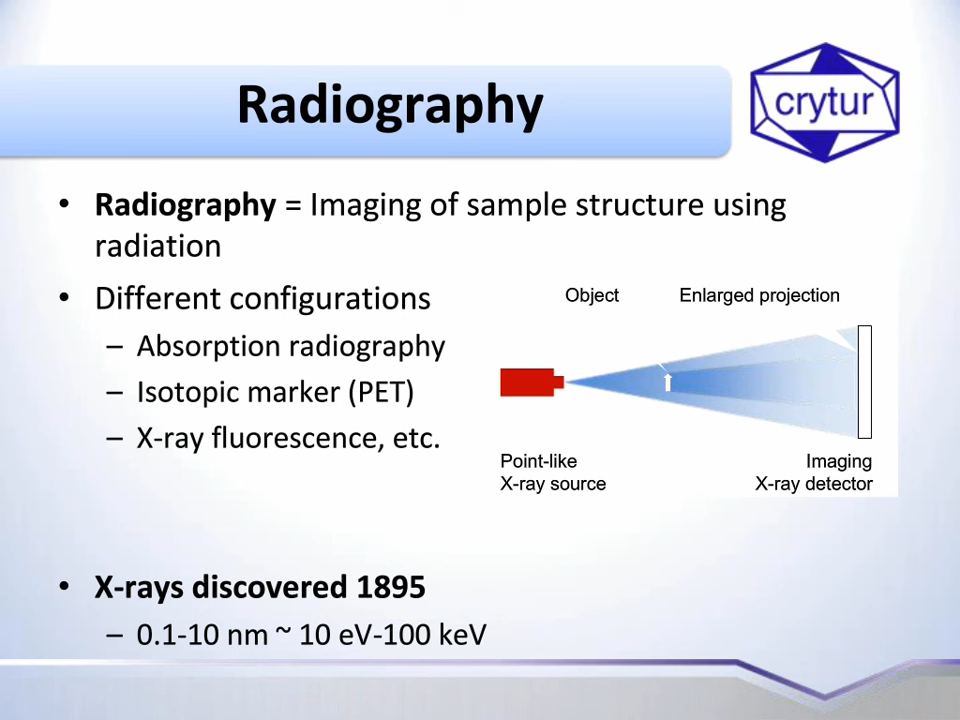 Radiography
crytur
• Radiography = Imaging of sample structure using
radiation
• Different configurations
– Absorption radiography
– Isotopic marker (PET)
– X-ray fluorescence, etc.
Object Enlarged projection
Point-like
X-ray source
Imaging
X-ray detector
• X-rays discovered 1895
– 0.1-10 nm ~ 10 eV-100 keV